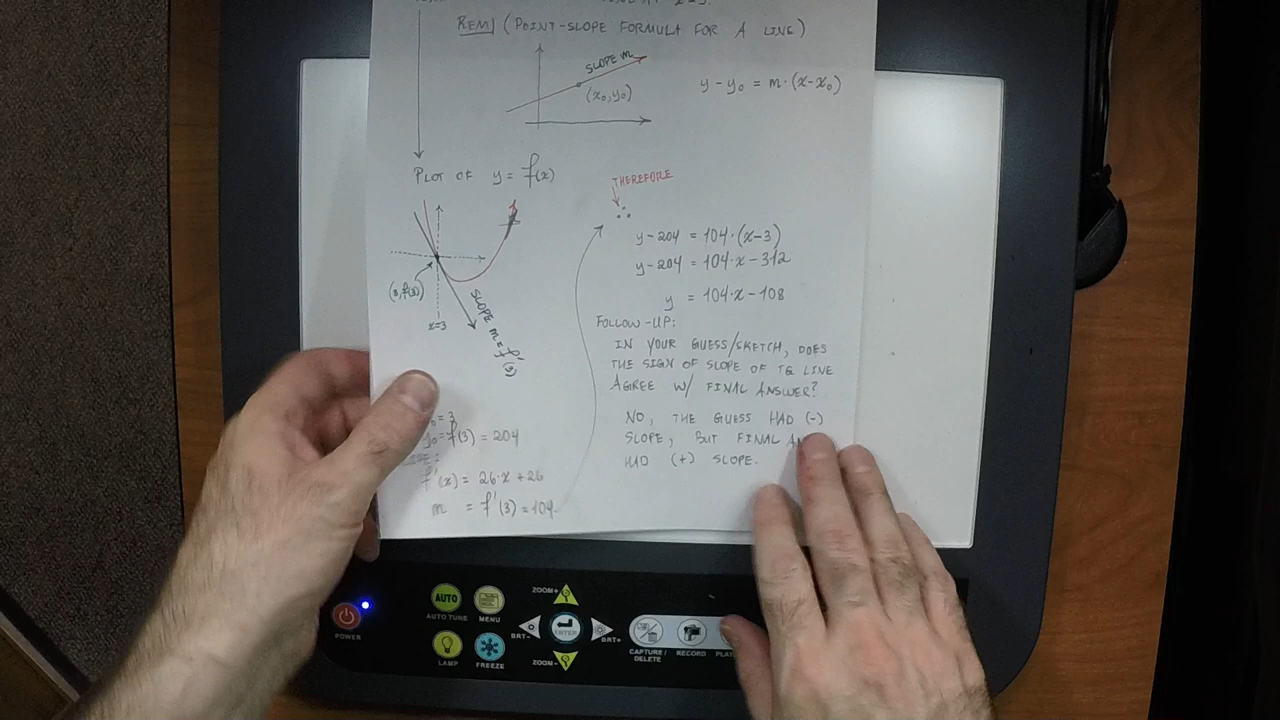 REM (POINT-SLOPE FORMULA FOR A LINE)
SLOPE m
(x₀, y₀)
y - y₀ = m·(x-x₀)
PLOT OF y = f(x)
THEREFORE
∴
(3, f(3))
x=3
SLOPE m = f'(3)
= 3
y₀ = f(3) = 204
f'(x) = 26·x + 26
m = f'(3) = 104
y-204 = 104·(x-3)
y-204 = 104·x - 312
y = 104·x - 108
FOLLOW-UP:
IN YOUR GUESS/SKETCH, DOES
THE SIGN OF SLOPE OF TG LINE
AGREE W/ FINAL ANSWER?
NO, THE GUESS HAD (-)
SLOPE, BUT FINAL
HAD (+) SLOPE.
POWER
AUTO
AUTO TUNE
MENU
LAMP
FREEZE
ZOOM+
BRT-
ENTER
BRT+
ZOOM-
CAPTURE/
DELETE
RECORD